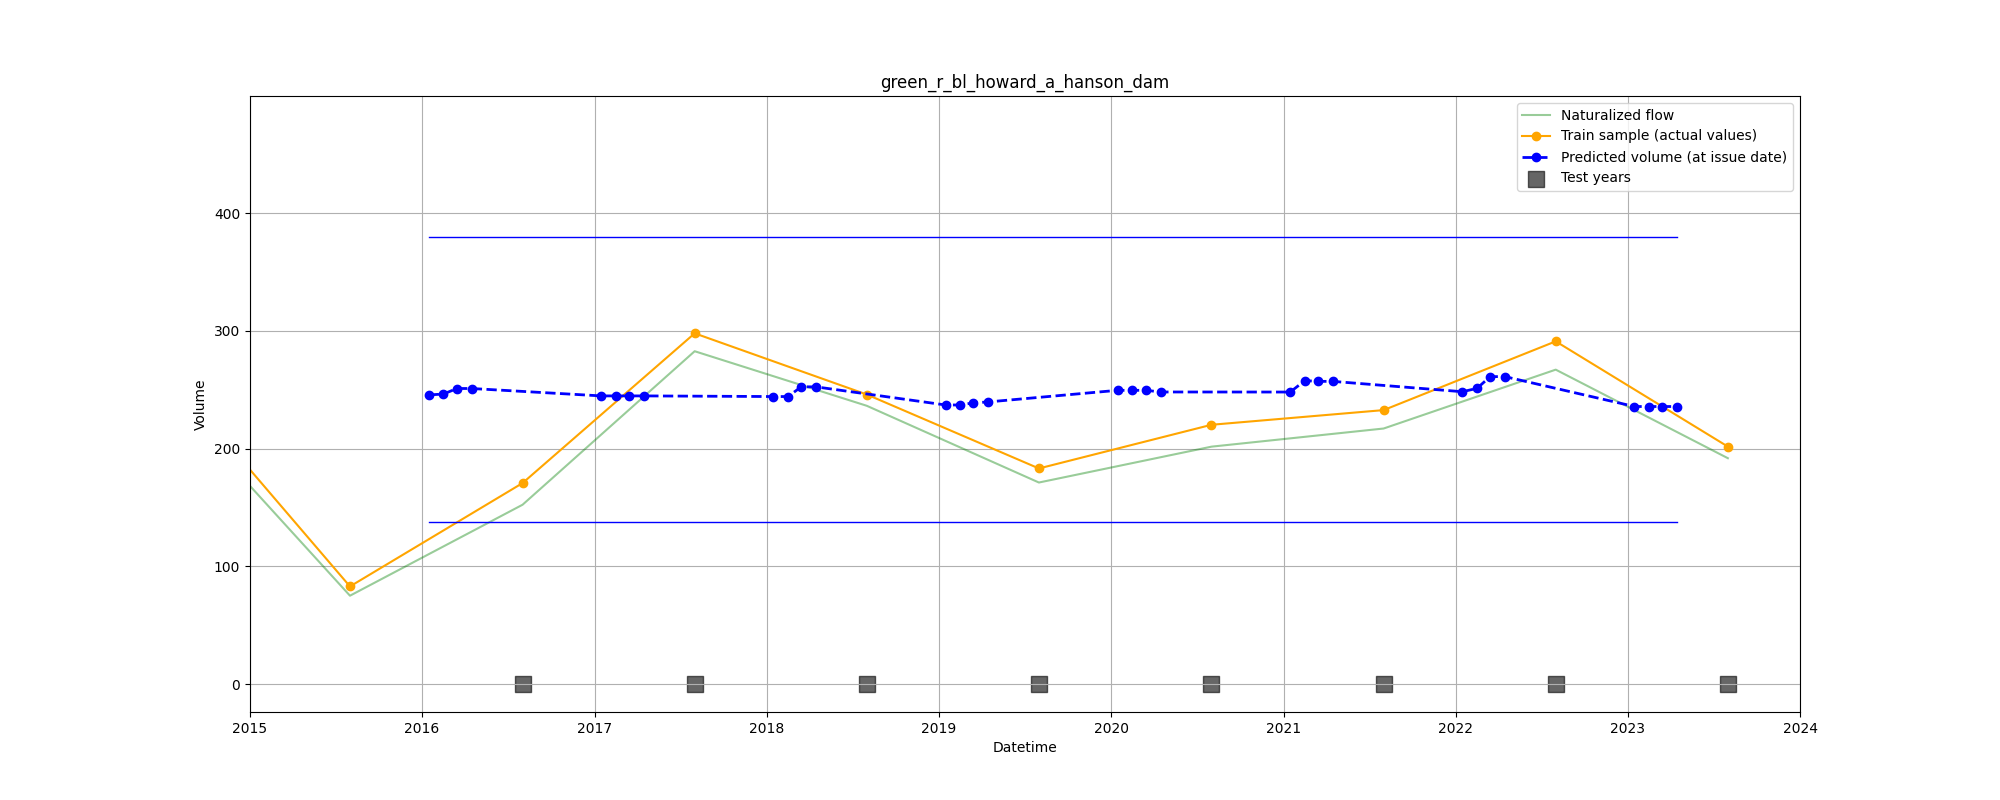 green_r_bl_howard_a_hanson_dam
Naturalized flow
Train sample (actual values)
Predicted volume (at issue date)
Test years
400
300
200
100
0
Volume
2015 2016 2017 2018 2019 2020 2021 2022 2023 2024
Datetime